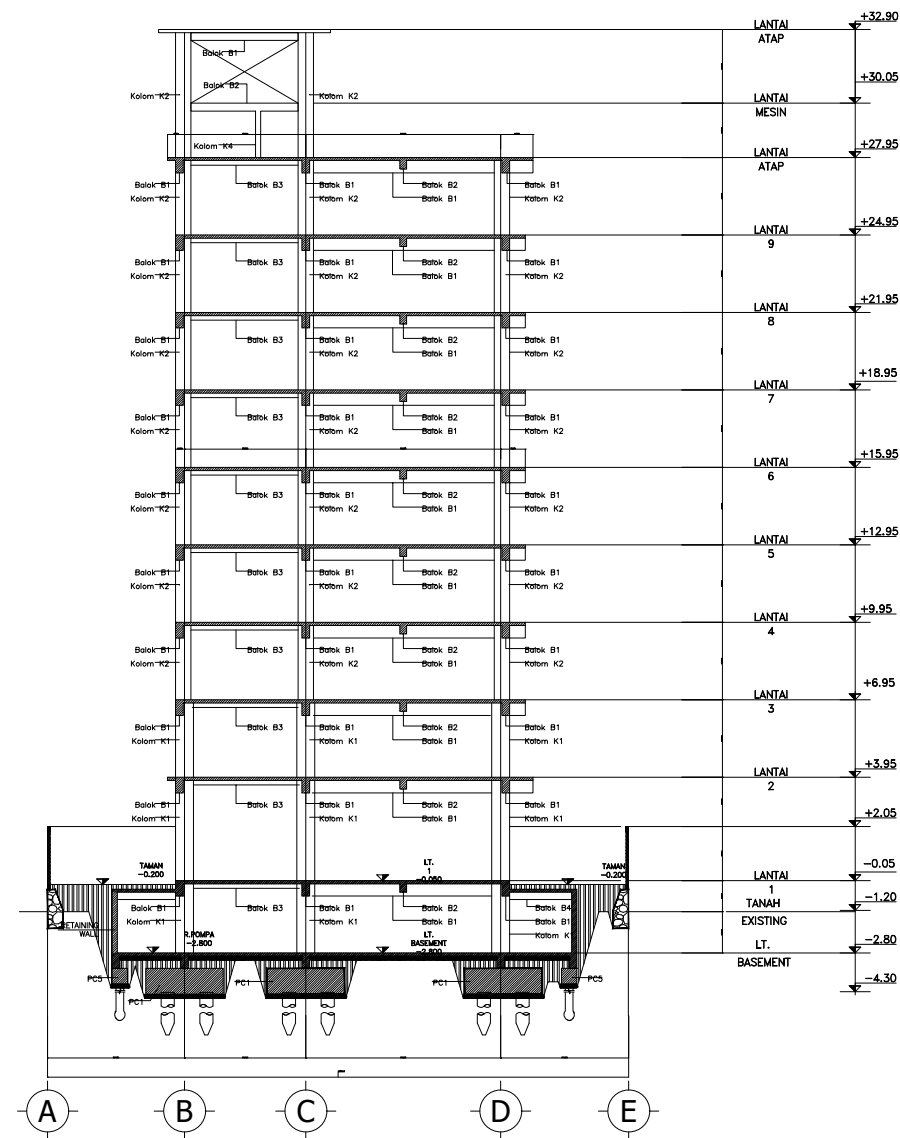 +32.90
LANTAI
ATAP
Balok B1
+30.05
Balok B2
Kolom K2
Kolom K2
LANTAI
MESIN
+27.95
Kolom K4
LANTAI
ATAP
Balok B1
Balok B3
Balok B1
Balok B2
Balok B1
Kolom K2
Kolom K2
Balok B1
Kolom K2
+24.95
LANTAI
9
Balok B1
Balok B3
Balok B1
Balok B2
Balok B1
Kolom K2
Kolom K2
Balok B1
Kolom K2
+21.95
LANTAI
8
Balok B1
Balok B3
Balok B1
Balok B2
Balok B1
Kolom K2
Kolom K2
Balok B1
Kolom K2
+18.95
LANTAI
7
Balok B1
Balok B3
Balok B1
Balok B2
Balok B1
Kolom K2
Kolom K2
Balok B1
Kolom K2
+15.95
LANTAI
6
Balok B1
Balok B3
Balok B1
Balok B2
Balok B1
Kolom K2
Kolom K2
Balok B1
Kolom K2
+12.95
LANTAI
5
Balok B1
Balok B3
Balok B1
Balok B2
Balok B1
Kolom K2
Kolom K2
Balok B1
Kolom K2
+9.95
LANTAI
4
Balok B1
Balok B3
Balok B1
Balok B2
Balok B1
Kolom K2
Kolom K2
Balok B1
Kolom K2
+6.95
LANTAI
3
Balok B1
Balok B3
Balok B1
Balok B2
Balok B1
Kolom K1
Kolom K1
Balok B1
Kolom K1
+3.95
LANTAI
2
Balok B1
Balok B3
Balok B1
Balok B2
Balok B1
Kolom K1
Kolom K1
Balok B1
Kolom K1
+2.05
TAMAN
-0.200
LT.
1
-0.050
TAMAN
-0.200
-0.05
LANTAI
1
-1.20
TANAH
EXISTING
Balok B1
Balok B3
Balok B1
Balok B2
Balok B4
Kolom K1
Kolom K1
Balok B1
Balok B1
RETAINING
WALL
R.POMPA
-2.800
LT.
BASEMENT
-2.800
Kolom K
-2.80
LT.
BASEMENT
PC5
PC1
PC1
PC1
PC5
-4.30
A
B
C
D
E